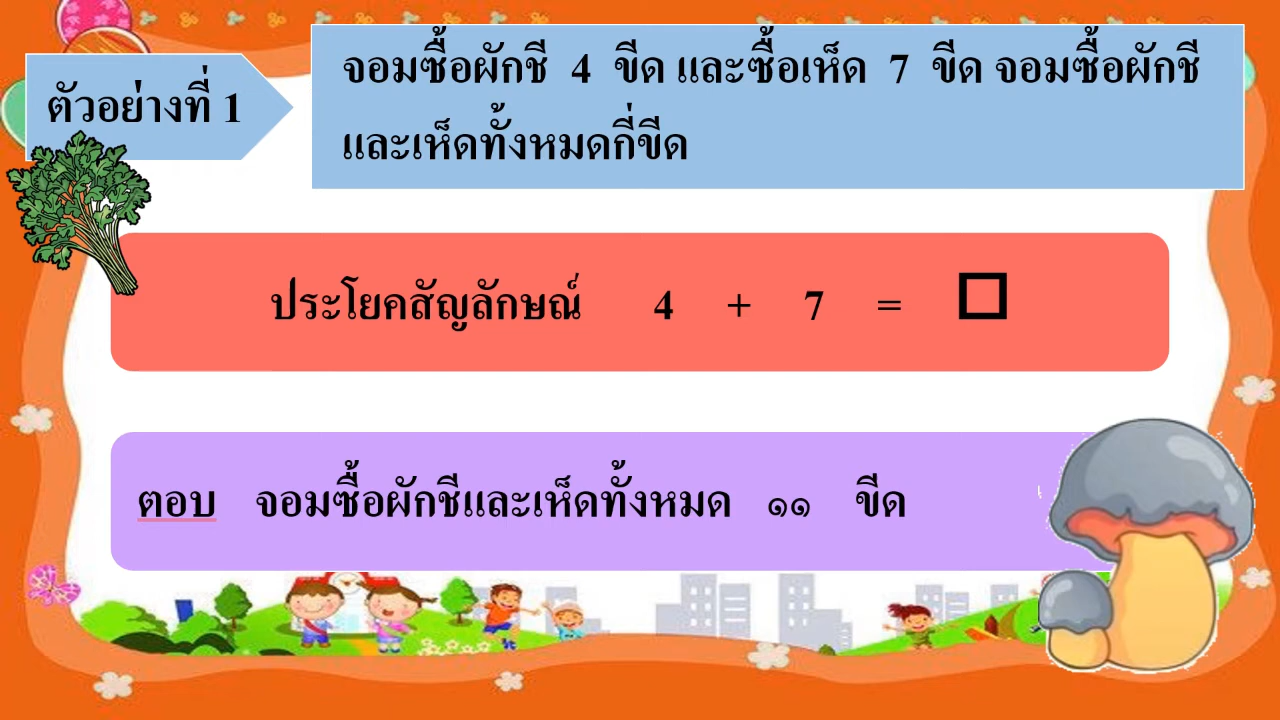 ตัวอย่างที่ 1
จอมซื้อผักชี 4 ขีด และซื้อเห็ด 7 ขีด จอมซื้อผักชี
และเห็ดทั้งหมดกี่ขีด
ประโยคสัญลักษณ์ 4 + 7 = □
ตอบ จอมซื้อผักชีและเห็ดทั้งหมด ๑๑ ขีด